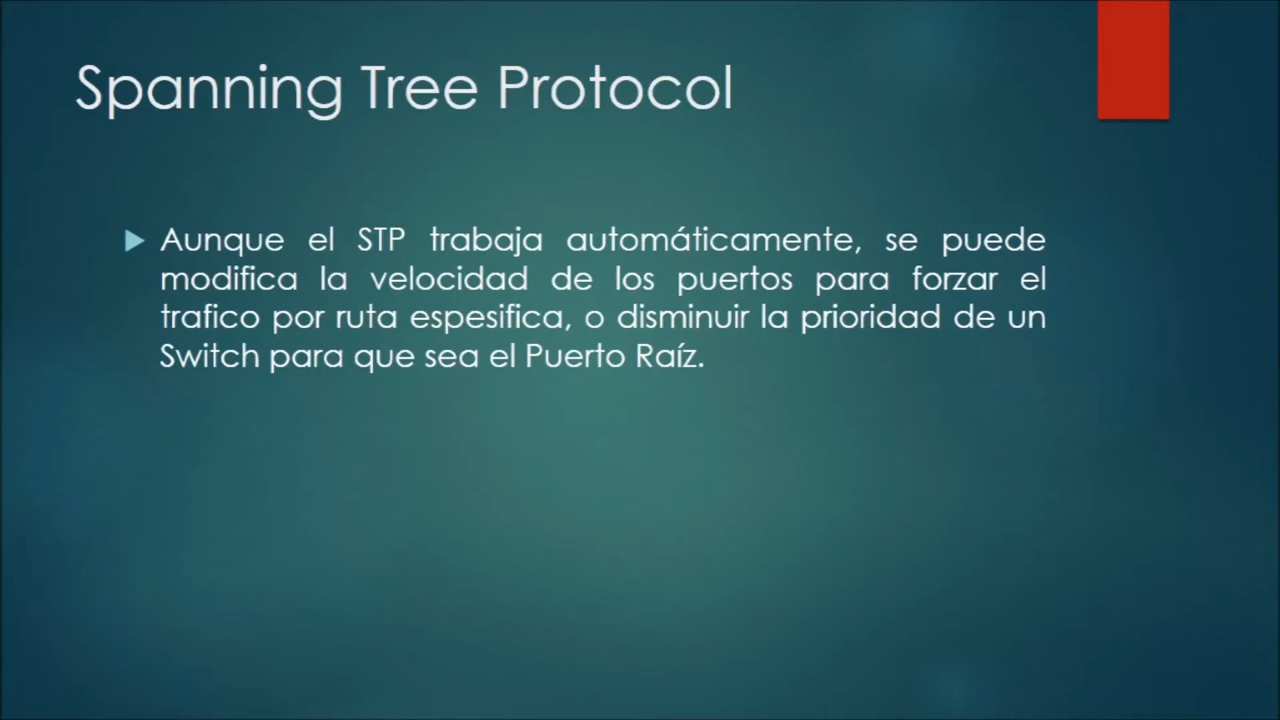 Spanning Tree Protocol
Aunque el STP trabaja automáticamente, se puede
modifica la velocidad de los puertos para forzar el
trafico por ruta espesifica, o disminuir la prioridad de un
Switch para que sea el Puerto Raíz.